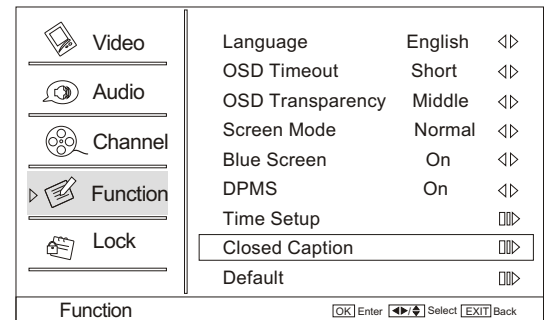 Video
Audio
Channel
Function
Lock
Language English
OSD Timeout Short
OSD Transparency Middle
Screen Mode Normal
Blue Screen On
DPMS On
Time Setup
Closed Caption
Default
Function OK Enter Select EXIT Back